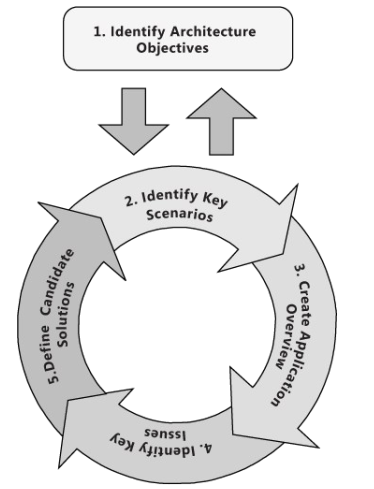 1. Identify Architecture
Objectives
2. Identify Key
Scenarios
3. Create Application
Overview
4. Identify Key
Issues
5.Define Candidate
Solutions